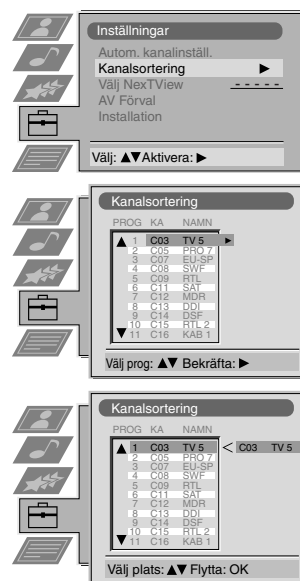 Inställningar
Autom. kanalinställ.
Kanalsortering ▶
Välj NexTView - - - - -
AV Förval
Installation
Välj: ▲▼Aktivera: ▶
Kanalsortering
PROG KA NAMN
▲ 1 C03 TV 5 ▶
2 C05 PRO 7
3 C07 EU-SP
4 C08 SWF
5 C09 RTL
6 C11 SAT
7 C12 MDR
8 C13 DDI
9 C14 DSF
10 C15 RTL 2
▼ 11 C16 KAB 1
Välj prog: ▲▼ Bekräfta: ▶
Kanalsortering
PROG KA NAMN
▲ 1 C03 TV 5 < C03 TV 5
2 C05 PRO 7
3 C07 EU-SP
4 C08 SWF
5 C09 RTL
6 C11 SAT
7 C12 MDR
8 C13 DDI
9 C14 DSF
10 C15 RTL 2
▼ 11 C16 KAB 1
Välj plats: ▲▼ Flytta: OK